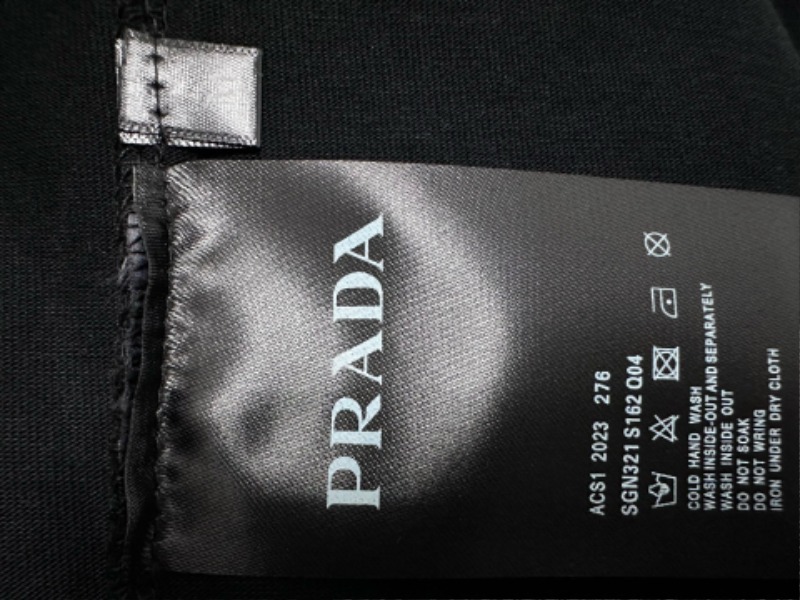 PRADA
ACS1 2023 276
SGN321 S162 Q04
COLD HAND WASH
WASH INSIDE-OUT AND SEPARATELY
WASH INSIDE OUT
DO NOT SOAK
DO NOT WRING
IRON UNDER DRY CLOTH